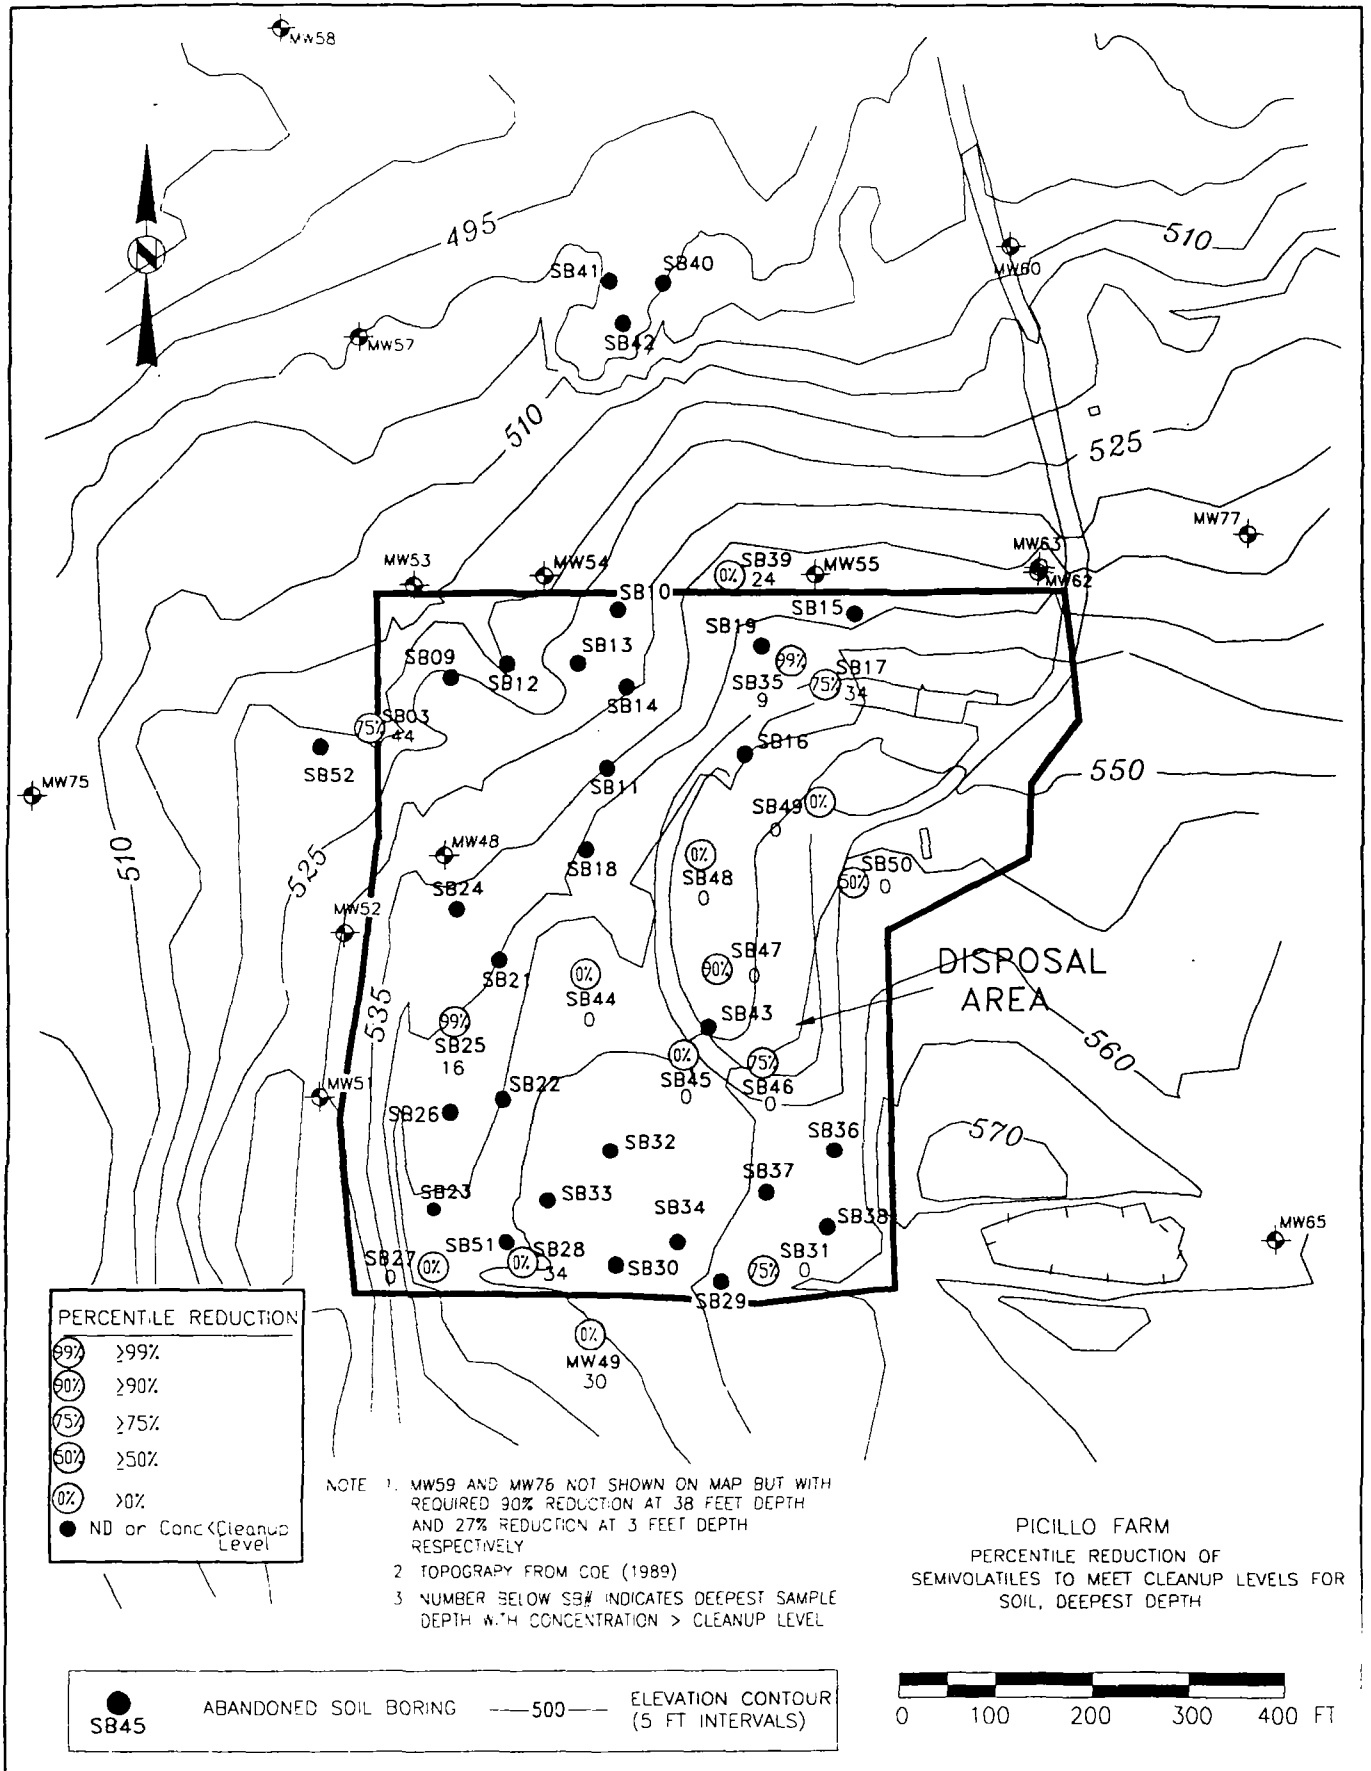 MW58
495
SB41
SB40
510
MW60
MW57
SB42
510
525
MW77
MW53
MW54
SB39
0%
24
MW55
MW63
MW62
SB10
SB15
SB13
SB19
SB09
SB12
99%
SB35
9
SB17
75%
34
SB14
SB03
75%
44
SB52
SB16
SB11
550
MW75
SB49
0%
0
510
525
MW48
SB18
0%
SB48
0
SB50
50%
0
SB24
MW52
SB47
90%
0
DISPOSAL
AREA
SB21
0%
SB44
0
535
99%
SB25
16
SB43
560
0%
SB45
0
75%
SB46
0
MW51
SB22
SB26
SB36
570
SB32
SB37
SB23
SB33
SB34
SB38
MW65
SB27
0
0%
SB51
SB28
0%
34
SB30
SB31
75%
0
SB29
0%
MW49
30
PERCENTILE REDUCTION
99% ≥99%
90% ≥90%
75% ≥75%
50% ≥50%
0% >0%
ND or Conc<Cleanup
Level
NOTE 1. MW59 AND MW76 NOT SHOWN ON MAP BUT WITH
REQUIRED 90% REDUCTION AT 38 FEET DEPTH
AND 27% REDUCTION AT 3 FEET DEPTH
RESPECTIVELY
2 TOPOGRAPY FROM COE (1989)
3 NUMBER BELOW SB# INDICATES DEEPEST SAMPLE
DEPTH WITH CONCENTRATION > CLEANUP LEVEL
PICILLO FARM
PERCENTILE REDUCTION OF
SEMIVOLATILES TO MEET CLEANUP LEVELS FOR
SOIL, DEEPEST DEPTH
SB45
ABANDONED SOIL BORING
500
ELEVATION CONTOUR
(5 FT INTERVALS)
0 100 200 300 400 FT